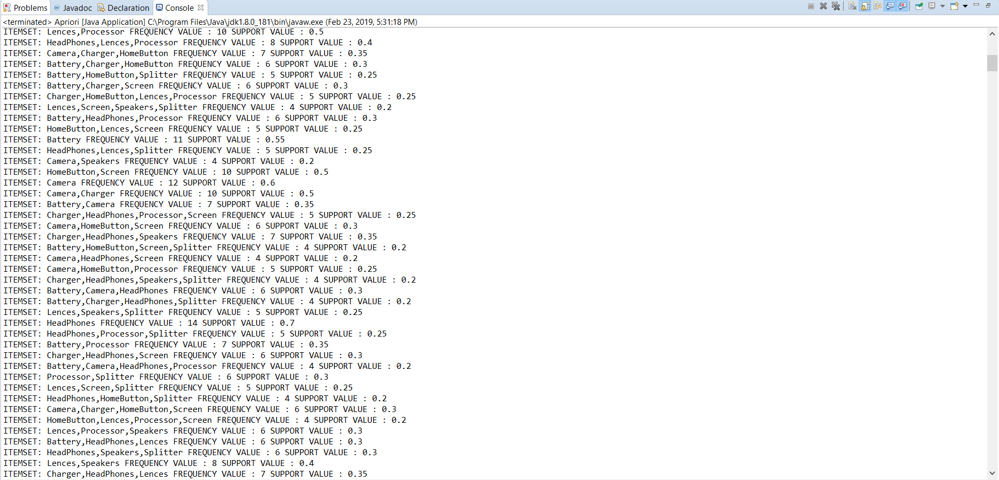 Problems @ Javadoc Declaration Console
<terminated> Apriori [Java Application] C:\Program Files\Java\jdk1.8.0_181\bin\javaw.exe (Feb 23, 2019, 5:31:18 PM)
ITEMSET: Lences,Processor FREQUENCY VALUE : 10 SUPPORT VALUE : 0.5
ITEMSET: HeadPhones,Lences,Processor FREQUENCY VALUE : 8 SUPPORT VALUE : 0.4
ITEMSET: Camera,Charger,HomeButton FREQUENCY VALUE : 7 SUPPORT VALUE : 0.35
ITEMSET: Battery,Charger,HomeButton FREQUENCY VALUE : 6 SUPPORT VALUE : 0.3
ITEMSET: Battery,HomeButton,Splitter FREQUENCY VALUE : 5 SUPPORT VALUE : 0.25
ITEMSET: Battery,Charger,Screen FREQUENCY VALUE : 6 SUPPORT VALUE : 0.3
ITEMSET: Charger,HomeButton,Lences,Processor FREQUENCY VALUE : 5 SUPPORT VALUE : 0.25
ITEMSET: Lences,Screen,Speakers,Splitter FREQUENCY VALUE : 4 SUPPORT VALUE : 0.2
ITEMSET: Battery,HeadPhones,Processor FREQUENCY VALUE : 6 SUPPORT VALUE : 0.3
ITEMSET: HomeButton,Lences,Screen FREQUENCY VALUE : 5 SUPPORT VALUE : 0.25
ITEMSET: Battery FREQUENCY VALUE : 11 SUPPORT VALUE : 0.55
ITEMSET: HeadPhones,Lences,Splitter FREQUENCY VALUE : 5 SUPPORT VALUE : 0.25
ITEMSET: Camera,Speakers FREQUENCY VALUE : 4 SUPPORT VALUE : 0.2
ITEMSET: HomeButton,Screen FREQUENCY VALUE : 10 SUPPORT VALUE : 0.5
ITEMSET: Camera FREQUENCY VALUE : 12 SUPPORT VALUE : 0.6
ITEMSET: Camera,Charger FREQUENCY VALUE : 10 SUPPORT VALUE : 0.5
ITEMSET: Battery,Camera FREQUENCY VALUE : 7 SUPPORT VALUE : 0.35
ITEMSET: Charger,HeadPhones,Processor,Screen FREQUENCY VALUE : 5 SUPPORT VALUE : 0.25
ITEMSET: Camera,HomeButton,Screen FREQUENCY VALUE : 6 SUPPORT VALUE : 0.3
ITEMSET: Charger,HeadPhones,Speakers FREQUENCY VALUE : 7 SUPPORT VALUE : 0.35
ITEMSET: Battery,HomeButton,Screen,Splitter FREQUENCY VALUE : 4 SUPPORT VALUE : 0.2
ITEMSET: Camera,HeadPhones,Screen FREQUENCY VALUE : 4 SUPPORT VALUE : 0.2
ITEMSET: Camera,HomeButton,Processor FREQUENCY VALUE : 5 SUPPORT VALUE : 0.25
ITEMSET: Charger,HeadPhones,Speakers,Splitter FREQUENCY VALUE : 4 SUPPORT VALUE : 0.2
ITEMSET: Battery,Camera,HeadPhones FREQUENCY VALUE : 6 SUPPORT VALUE : 0.3
ITEMSET: Battery,Charger,HeadPhones,Splitter FREQUENCY VALUE : 4 SUPPORT VALUE : 0.2
ITEMSET: Lences,Speakers,Splitter FREQUENCY VALUE : 5 SUPPORT VALUE : 0.25
ITEMSET: HeadPhones FREQUENCY VALUE : 14 SUPPORT VALUE : 0.7
ITEMSET: HeadPhones,Processor,Splitter FREQUENCY VALUE : 5 SUPPORT VALUE : 0.25
ITEMSET: Battery,Processor FREQUENCY VALUE : 7 SUPPORT VALUE : 0.35
ITEMSET: Charger,HeadPhones,Screen FREQUENCY VALUE : 6 SUPPORT VALUE : 0.3
ITEMSET: Battery,Camera,HeadPhones,Processor FREQUENCY VALUE : 4 SUPPORT VALUE : 0.2
ITEMSET: Processor,Splitter FREQUENCY VALUE : 6 SUPPORT VALUE : 0.3
ITEMSET: Lences,Screen,Splitter FREQUENCY VALUE : 5 SUPPORT VALUE : 0.25
ITEMSET: HeadPhones,HomeButton,Splitter FREQUENCY VALUE : 4 SUPPORT VALUE : 0.2
ITEMSET: Camera,Charger,HomeButton,Screen FREQUENCY VALUE : 6 SUPPORT VALUE : 0.3
ITEMSET: HomeButton,Lences,Processor,Screen FREQUENCY VALUE : 4 SUPPORT VALUE : 0.2
ITEMSET: Lences,Processor,Speakers FREQUENCY VALUE : 6 SUPPORT VALUE : 0.3
ITEMSET: Battery,HeadPhones,Lences FREQUENCY VALUE : 6 SUPPORT VALUE : 0.3
ITEMSET: HeadPhones,Speakers,Splitter FREQUENCY VALUE : 6 SUPPORT VALUE : 0.3
ITEMSET: Lences,Speakers FREQUENCY VALUE : 8 SUPPORT VALUE : 0.4
ITEMSET: Charger,HeadPhones,Lences FREQUENCY VALUE : 7 SUPPORT VALUE : 0.35